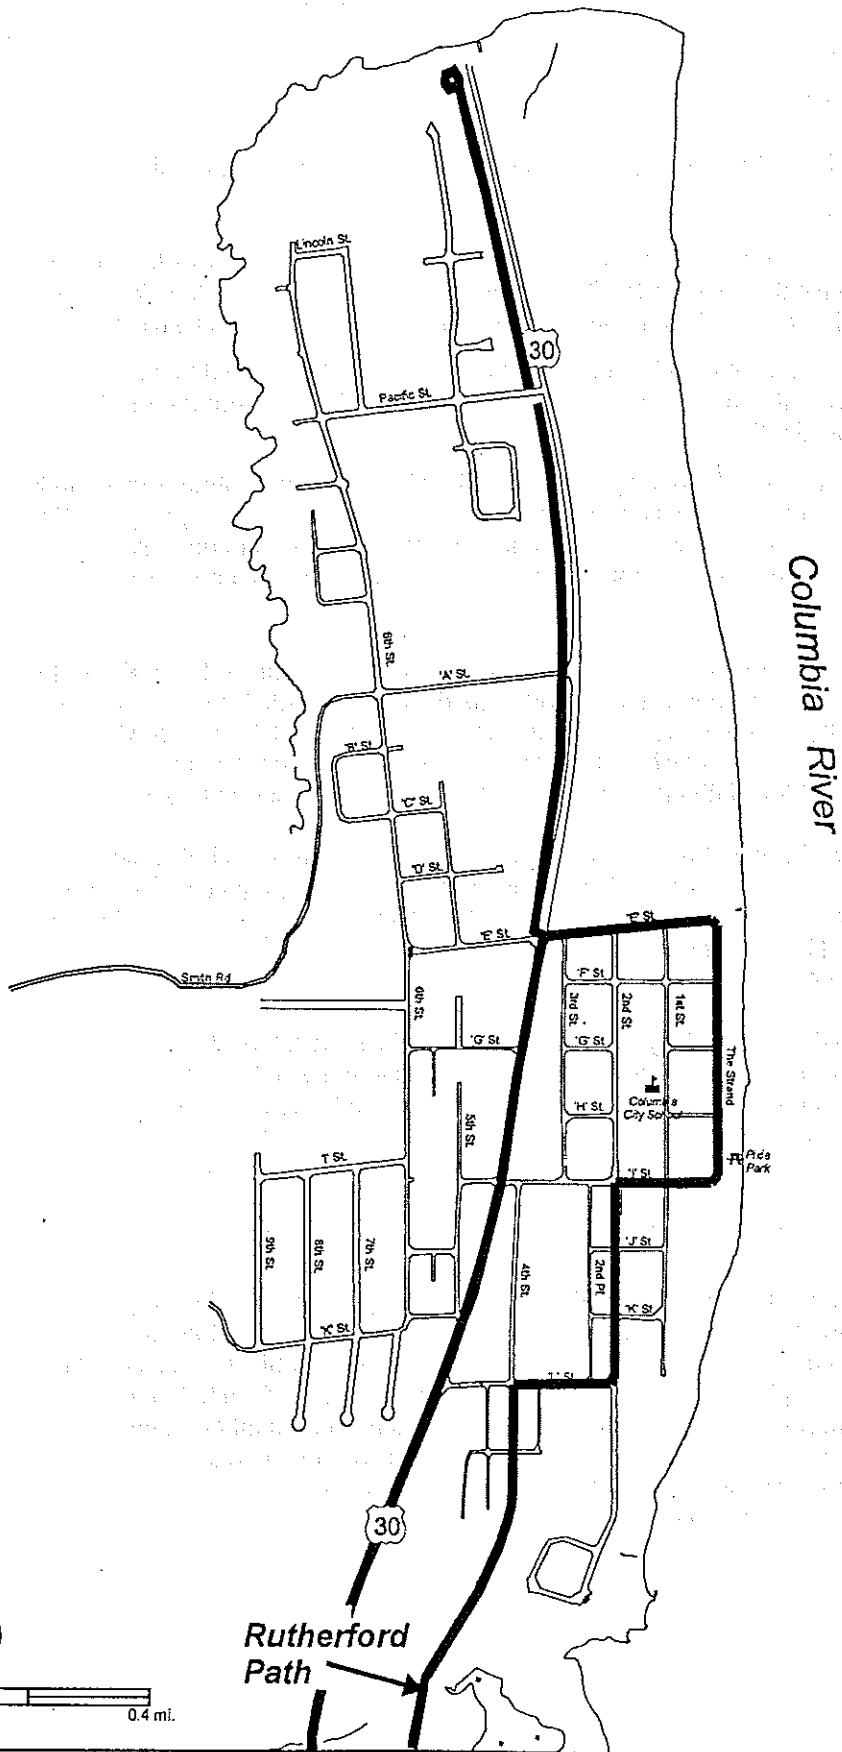 Lincoln St.
30
Pacific St.
Columbia River
6th St.
'A' St.
'B' St.
'C' St.
'D' St.
'E' St.
'E' St
Smith Rd
6th St.
'F' St
3rd St.
2nd St.
1st St.
'G' St
'G' St
The Strand
'H' St
Columbia
City School
5th St.
Pixie
Park
'I' St
'I' St.
9th St.
8th St.
7th St.
4th St.
2nd Pl.
'J' St
'K' St
'K' St
'L' St
30
Rutherford
Path
0.4 mi.